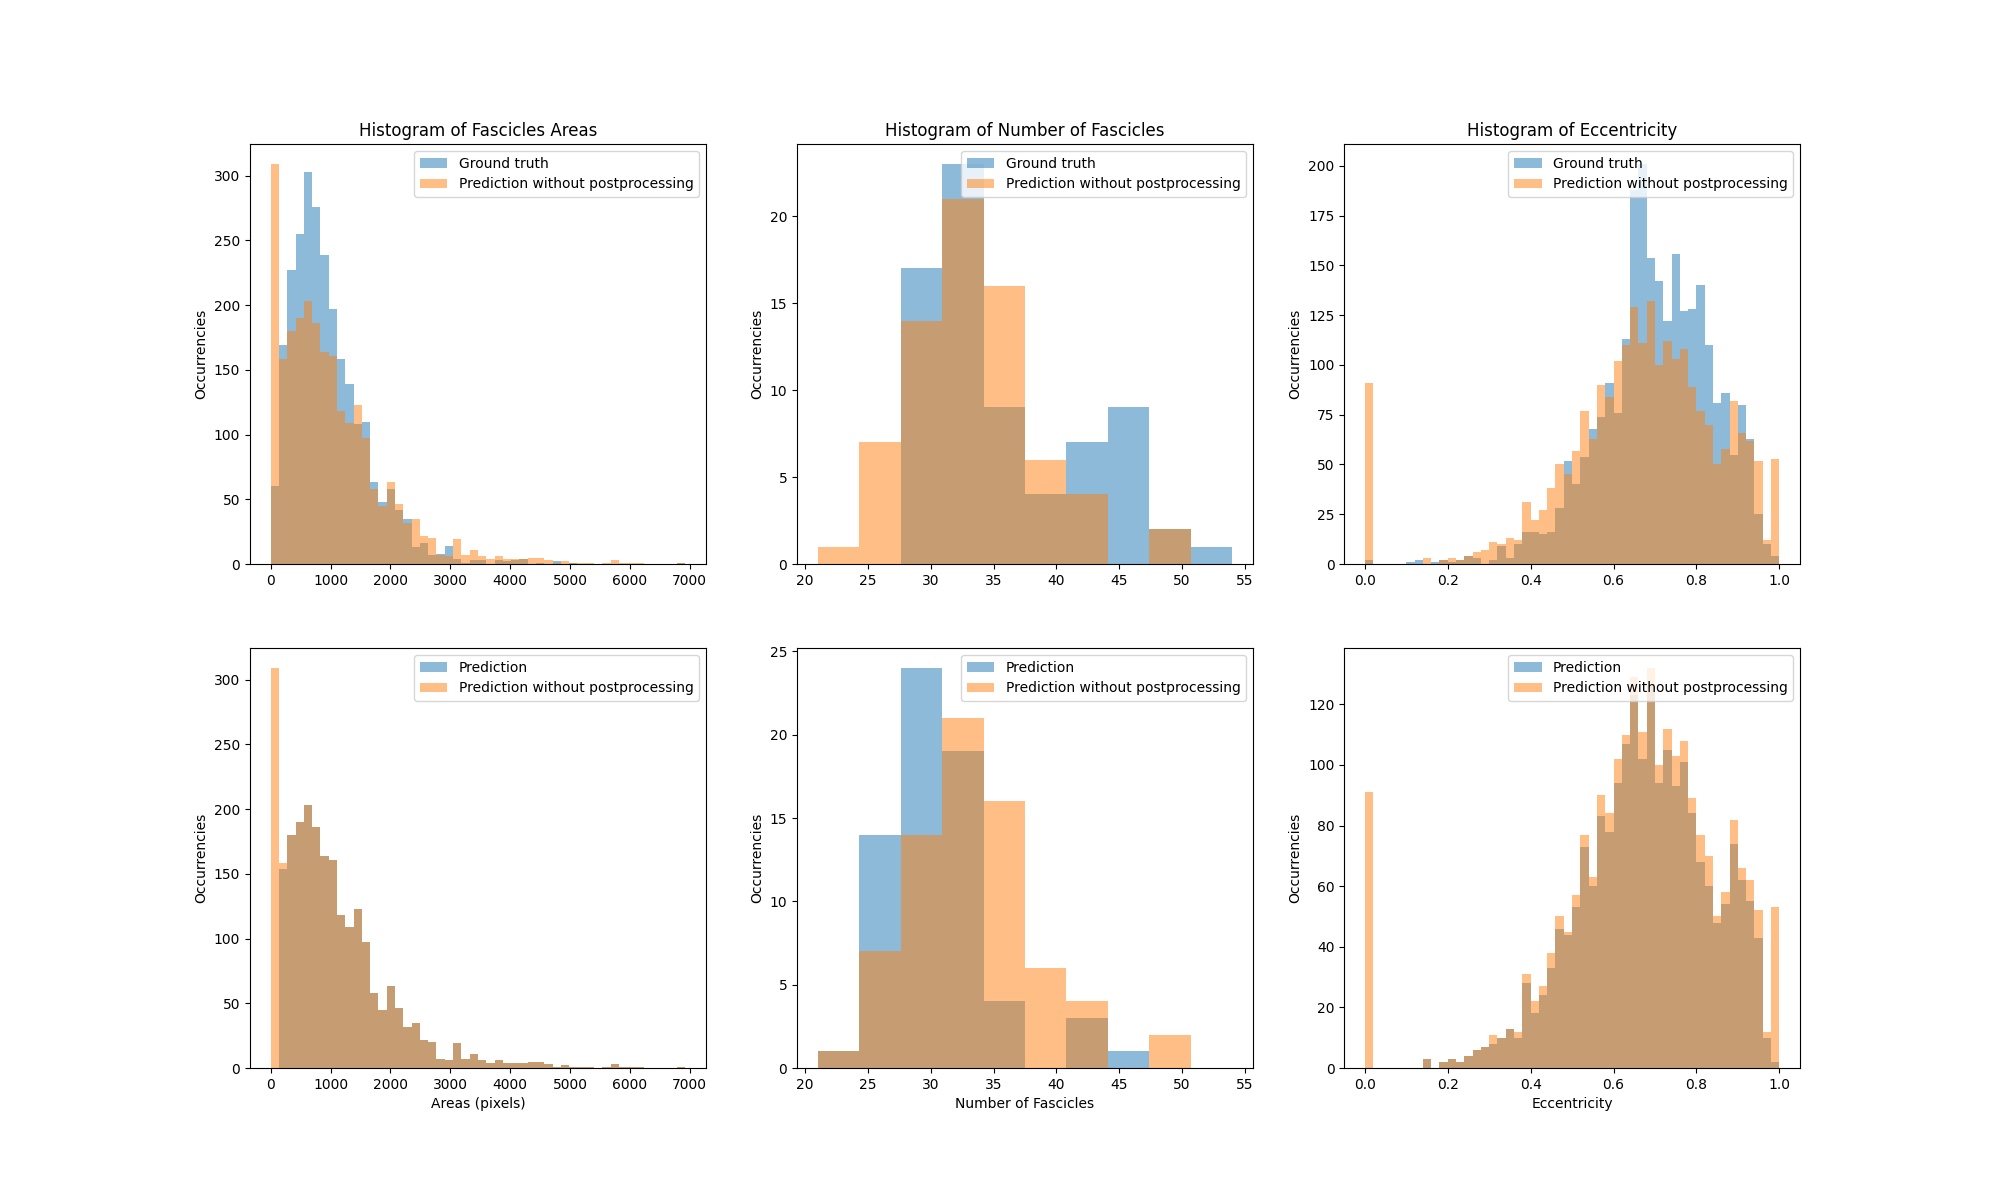 Histogram of Fascicles Areas
Ground truth
Prediction without postprocessing
Occurrencies
300
250
200
150
100
50
0
0 1000 2000 3000 4000 5000 6000 7000
Histogram of Number of Fascicles
Ground truth
Prediction without postprocessing
Occurrencies
20
15
10
5
0
20 25 30 35 40 45 50 55
Histogram of Eccentricity
Ground truth
Prediction without postprocessing
Occurrencies
200
175
150
125
100
75
50
25
0
0.0 0.2 0.4 0.6 0.8 1.0
Prediction
Prediction without postprocessing
Occurrencies
300
250
200
150
100
50
0
0 1000 2000 3000 4000 5000 6000 7000
Areas (pixels)
Prediction
Prediction without postprocessing
Occurrencies
25
20
15
10
5
0
20 25 30 35 40 45 50 55
Number of Fascicles
Prediction
Prediction without postprocessing
Occurrencies
120
100
80
60
40
20
0
0.0 0.2 0.4 0.6 0.8 1.0
Eccentricity